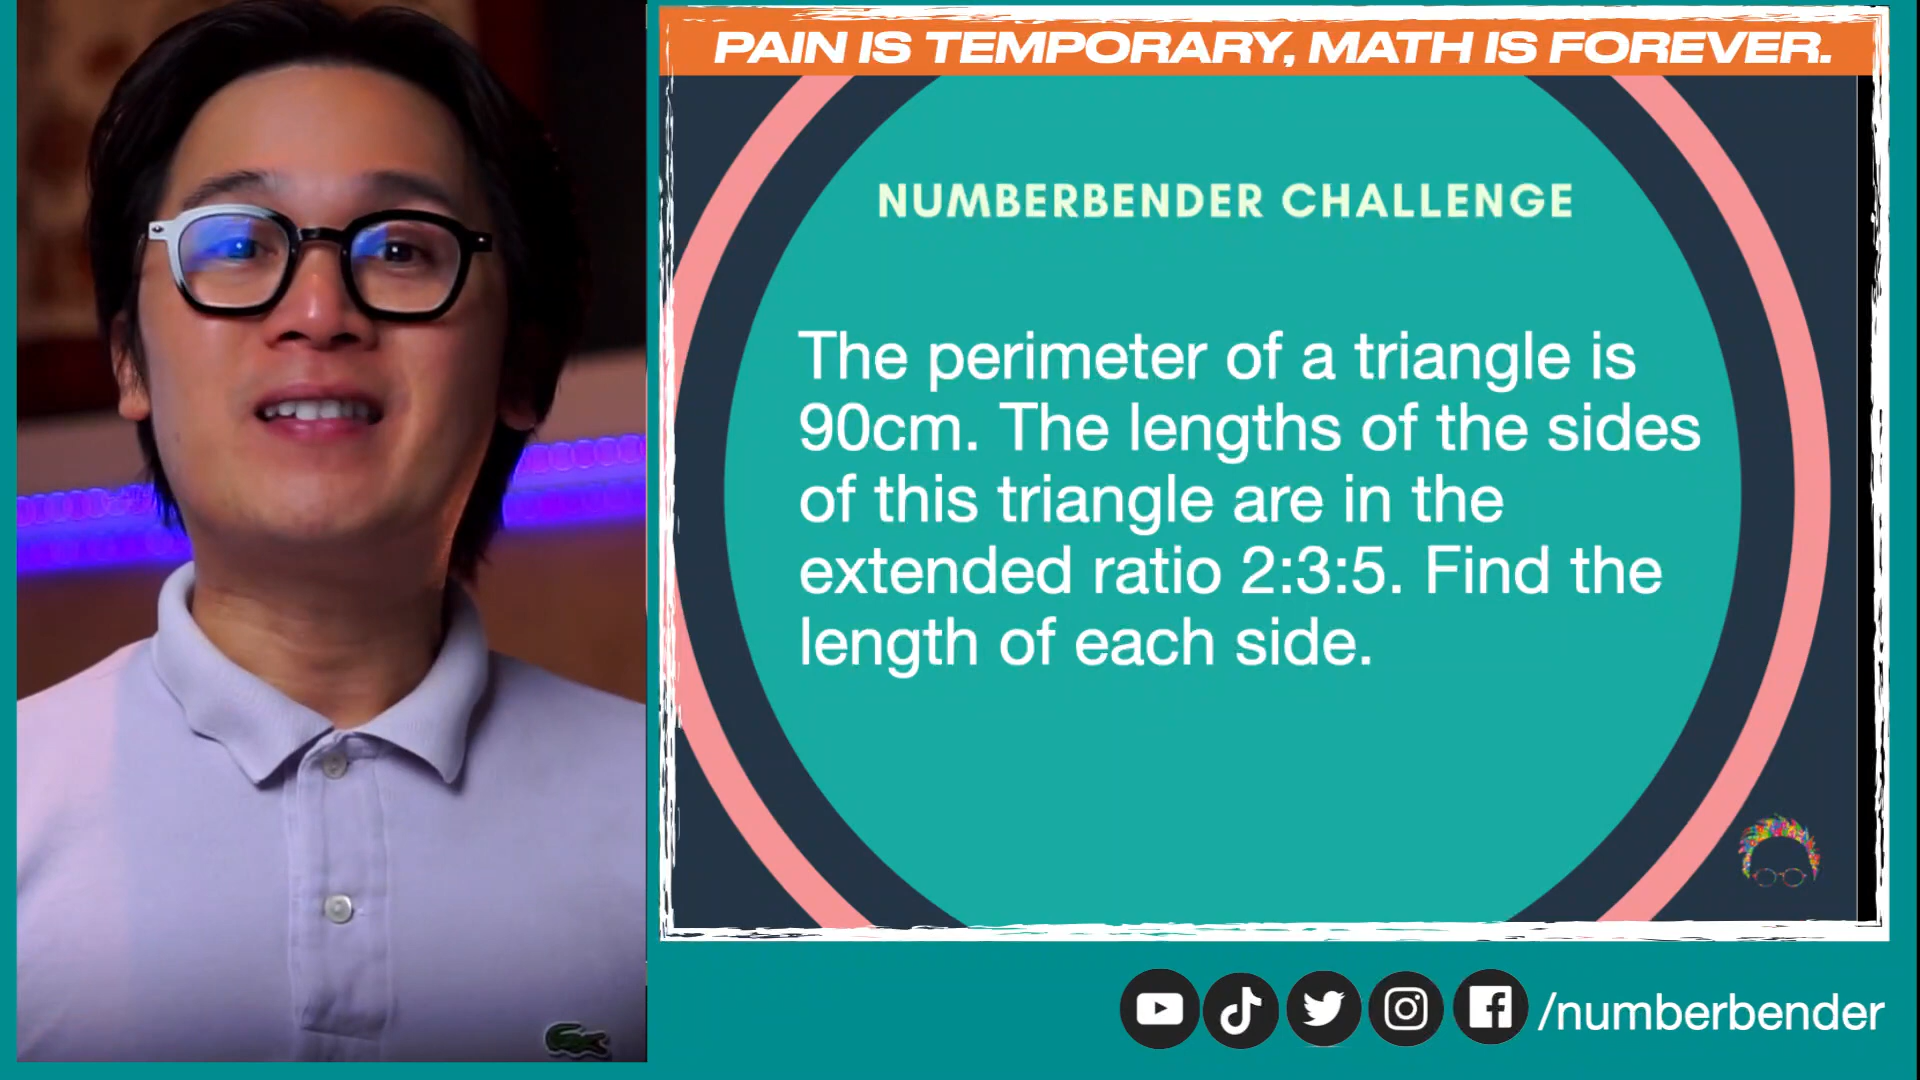 PAIN IS TEMPORARY, MATH IS FOREVER.
NUMBERBENDER CHALLENGE
The perimeter of a triangle is
90cm. The lengths of the sides
of this triangle are in the
extended ratio 2:3:5. Find the
length of each side.
/numberbender